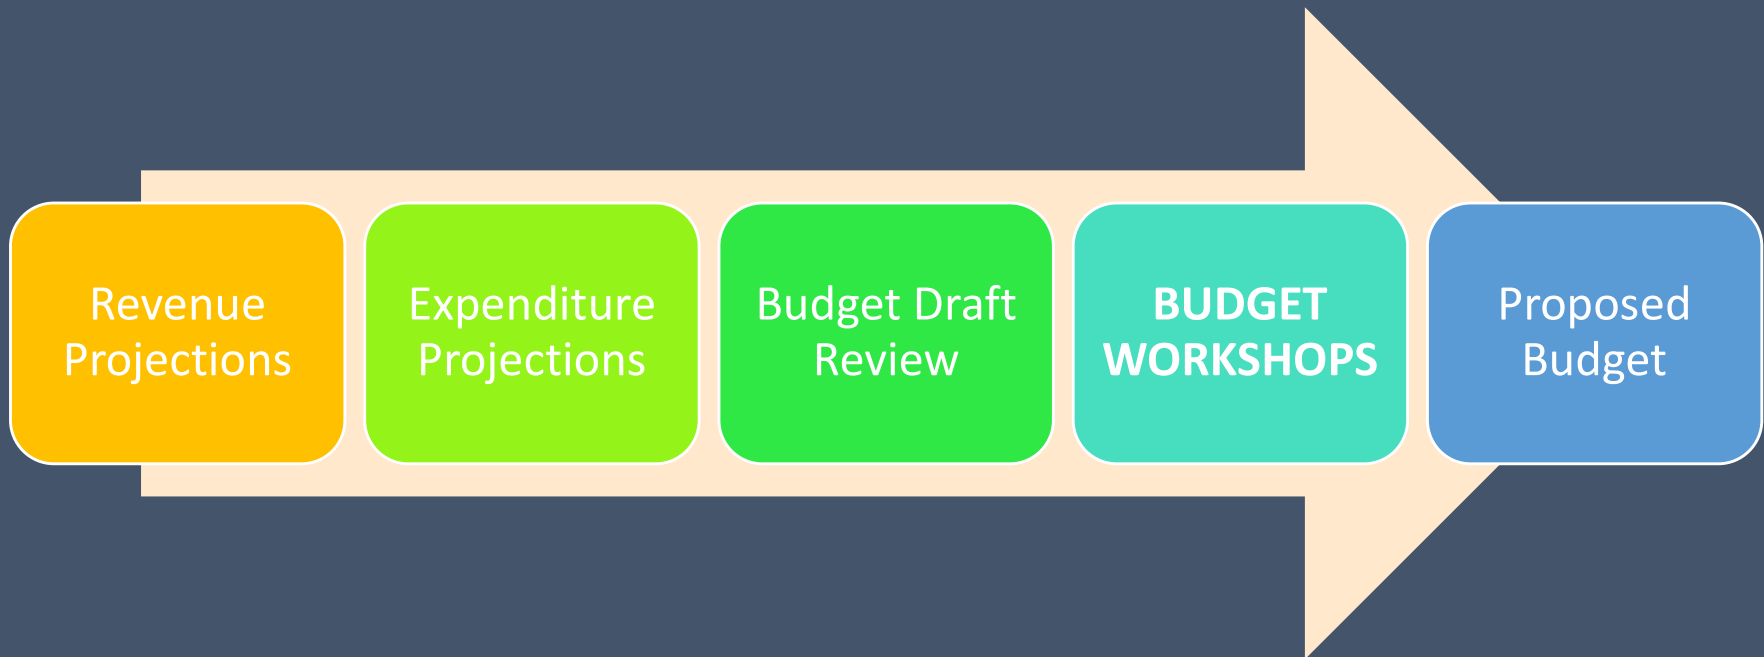 Revenue
Projections
Expenditure
Projections
Budget Draft
Review
BUDGET
WORKSHOPS
Proposed
Budget